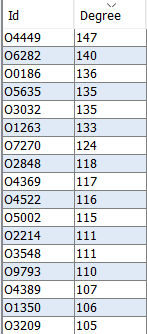 Id Degree
O4449 147
O6282 140
O0186 136
O5635 135
O3032 135
O1263 133
O7270 124
O2848 118
O4369 117
O4522 116
O5002 115
O2214 111
O3548 111
O9793 110
O4389 107
O1350 106
O3209 105